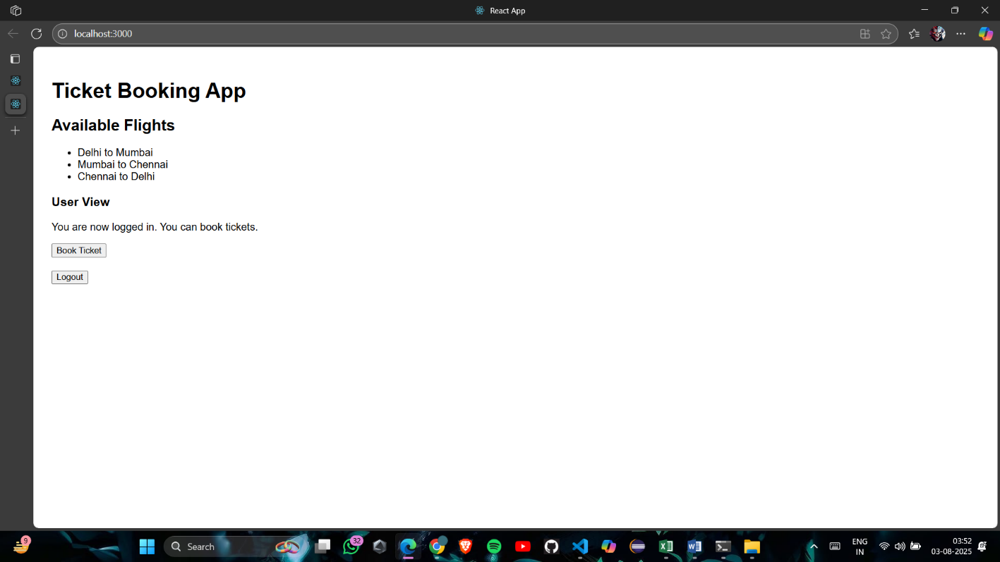 React App
localhost:3000
Ticket Booking App
Available Flights
• Delhi to Mumbai
• Mumbai to Chennai
• Chennai to Delhi
User View
You are now logged in. You can book tickets.
Book Ticket
Logout
9
Search
32
ENG
IN
03:52
03-08-2025